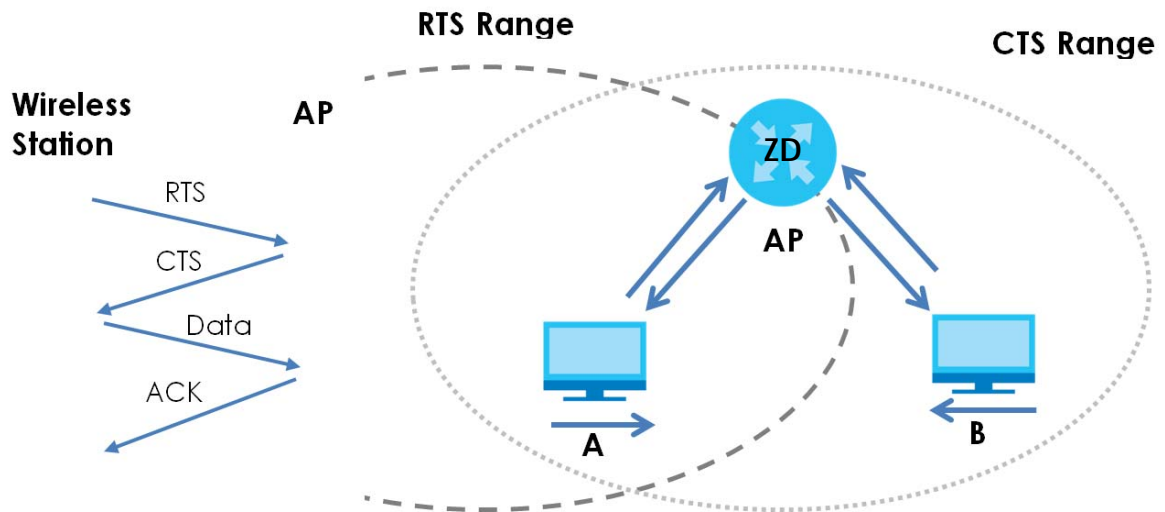 RTS Range
CTS Range
Wireless
Station
AP
RTS
CTS
Data
ACK
ZD
AP
A
B